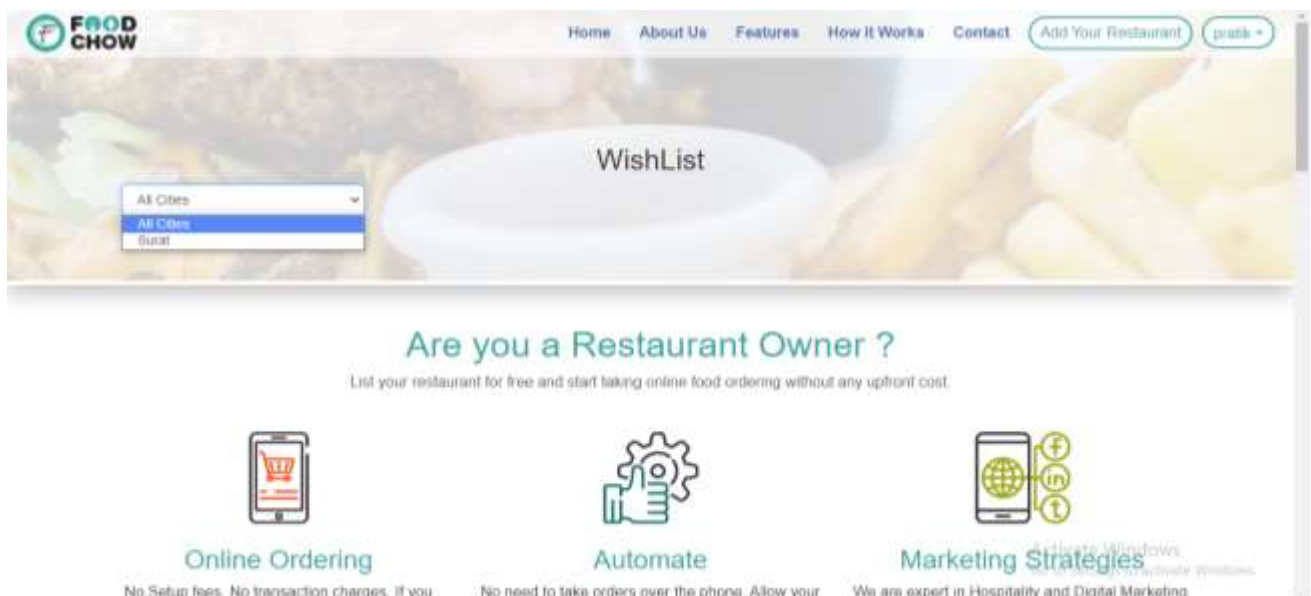 FOOD
CHOW
Home About Us Features How It Works Contact Add Your Restaurant pratik
WishList
All Cities
All Cities
Surat
Are you a Restaurant Owner ?
List your restaurant for free and start taking online food ordering without any upfront cost.
Online Ordering Automate Marketing Strategies
Activate Windows
No Setup fees, No transaction charges. If you No need to take orders over the phone. Allow your We are expert in Hospitality and Digital Marketing.